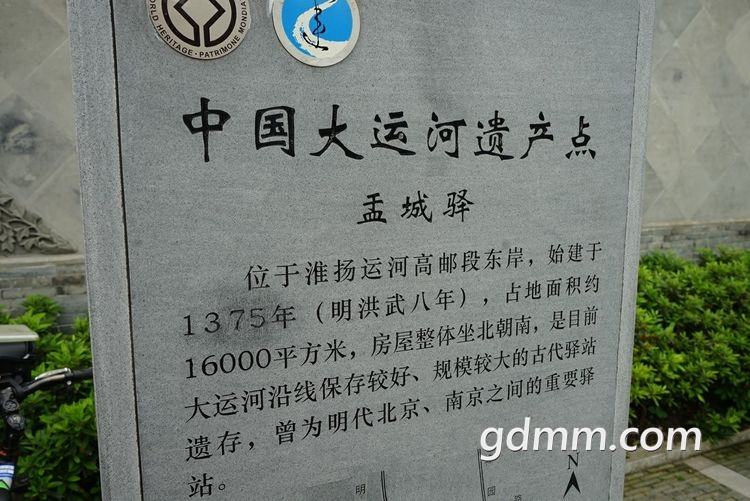 WORLD HERITAGE · PATRIMOINE MONDIAL
中国大运河遗产点
盂城驿
位于淮扬运河高邮段东岸，始建于
1375年（明洪武八年），占地面积约
16000平方米，房屋整体坐北朝南，是目前
大运河沿线保存较好、规模较大的古代驿站
遗存，曾为明代北京、南京之间的重要驿
站。
gdmm.com
N
明
园